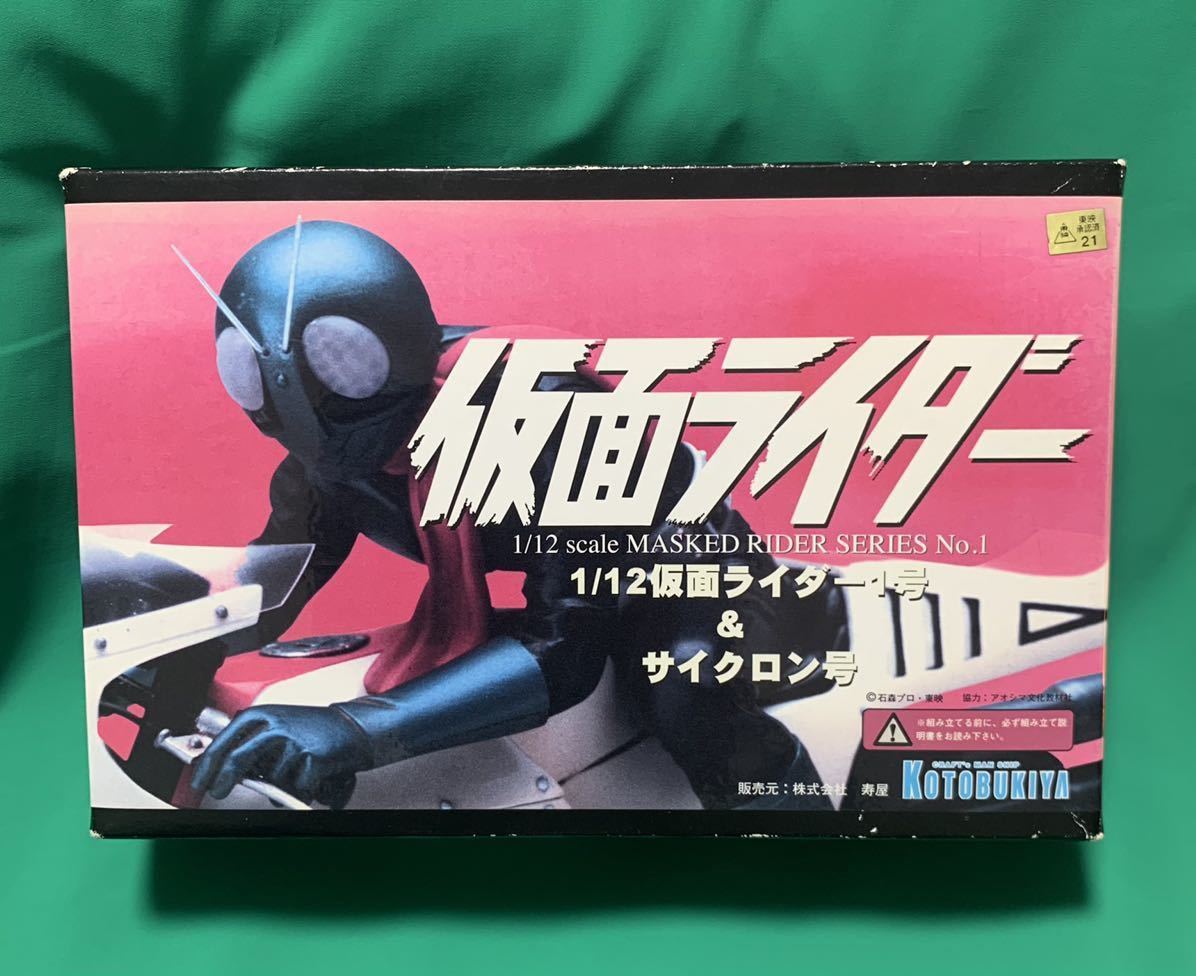 東映
承認済
21
仮面ライダー
1/12 scale MASKED RIDER SERIES No.1
1/12仮面ライダー1号
&
サイクロン号
©石森プロ・東映 協力：アオシマ文化教材社
※組み立てる前に、必ず組み立て説
明書をお読み下さい。
CRAFT's MAN SHIP
販売元：株式会社 寿屋 KOTOBUKIYA